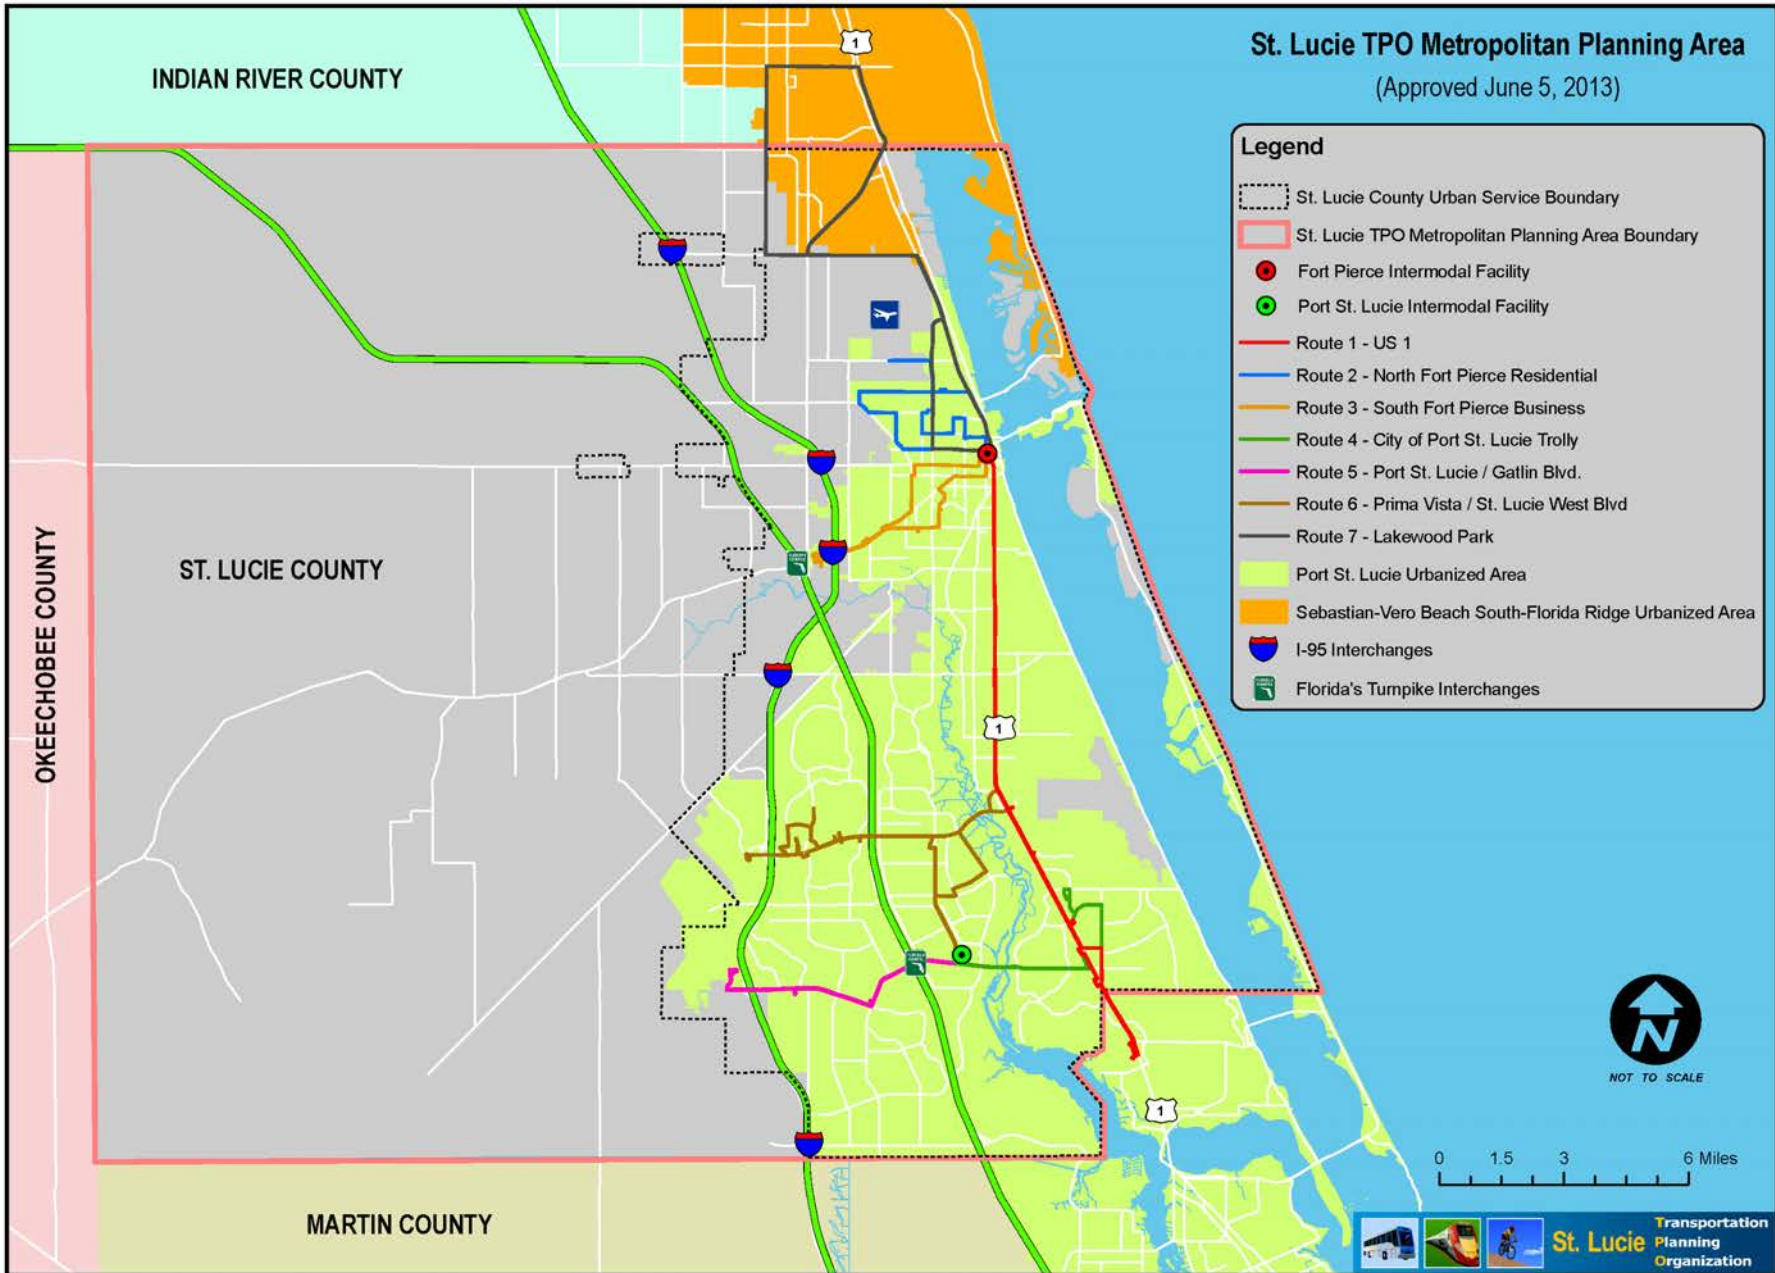 St. Lucie TPO Metropolitan Planning Area
(Approved June 5, 2013)
Legend
St. Lucie County Urban Service Boundary
St. Lucie TPO Metropolitan Planning Area Boundary
Fort Pierce Intermodal Facility
Port St. Lucie Intermodal Facility
Route 1 - US 1
Route 2 - North Fort Pierce Residential
Route 3 - South Fort Pierce Business
Route 4 - City of Port St. Lucie Trolly
Route 5 - Port St. Lucie / Gatlin Blvd.
Route 6 - Prima Vista / St. Lucie West Blvd
Route 7 - Lakewood Park
Port St. Lucie Urbanized Area
Sebastian-Vero Beach South-Florida Ridge Urbanized Area
I-95 Interchanges
Florida's Turnpike Interchanges
INDIAN RIVER COUNTY
1
OKEECHOBEE COUNTY
ST. LUCIE COUNTY
1
1
MARTIN COUNTY
N
NOT TO SCALE
0 1.5 3 6 Miles
St. Lucie
Transportation
Planning
Organization